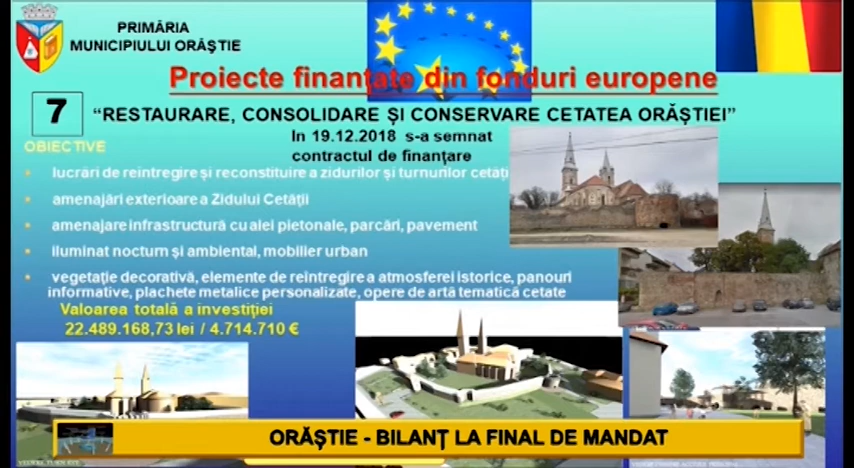 PRIMĂRIA
MUNICIPIULUI ORĂȘTIE
Proiecte finanțate din fonduri europene
7
“RESTAURARE, CONSOLIDARE ȘI CONSERVARE CETATEA ORĂȘTIEI”
In 19.12.2018 s-a semnat
contractul de finanțare
OBIECTIVE
lucrări de reintregire și reconstituire a zidurilor și turnurilor cetăți
amenajări exterioare a Zidului Cetății
amenajare infrastructură cu alei pietonale, parcări, pavement
iluminat nocturn și ambiental, mobilier urban
vegetație decorativă, elemente de reintregire a atmosferei istorice, panouri
informative, plachete metalice personalizate, opere de artă tematică cetate
Valoarea totală a investiției
22.489.168,73 lei / 4.714.710 €
ORĂȘTIE - BILANȚ LA FINAL DE MANDAT